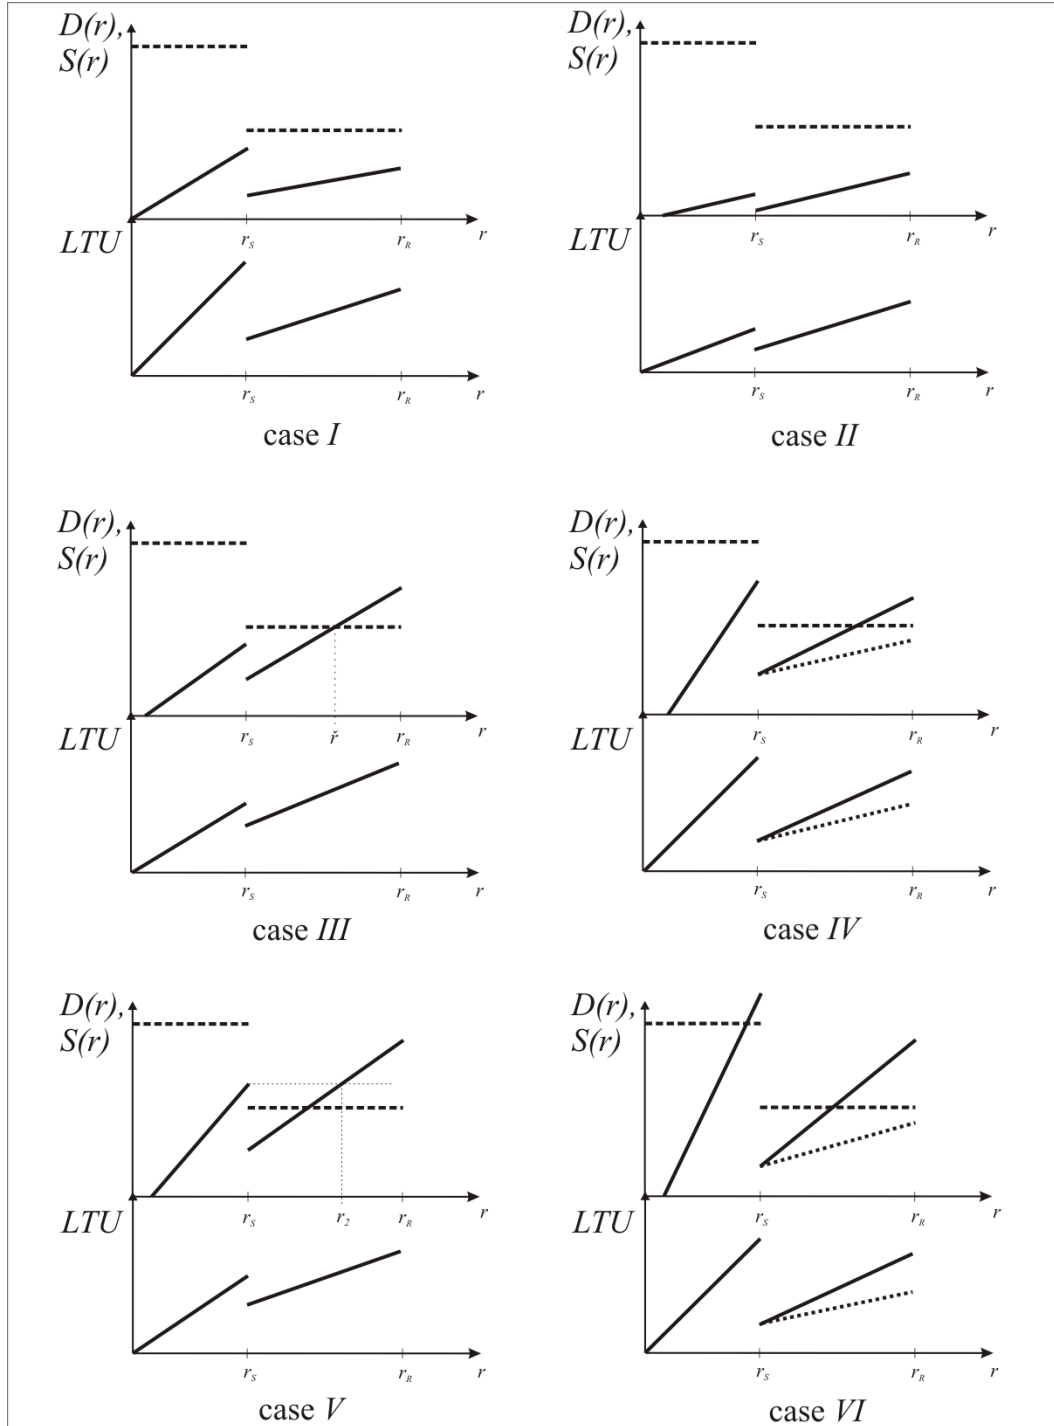 D(r),
S(r)
r_S r_R r
LTU
r_S r_R r
case I
D(r),
S(r)
r_S r_R r
LTU
r_S r_R r
case II
D(r),
S(r)
r_S ř r_R r
LTU
r_S r_R r
case III
D(r),
S(r)
r_S r_R r
LTU
r_S r_R r
case IV
D(r),
S(r)
r_S r_2 r_R r
LTU
r_S r_R r
case V
D(r),
S(r)
r_S r_R r
LTU
r_S r_R r
case VI